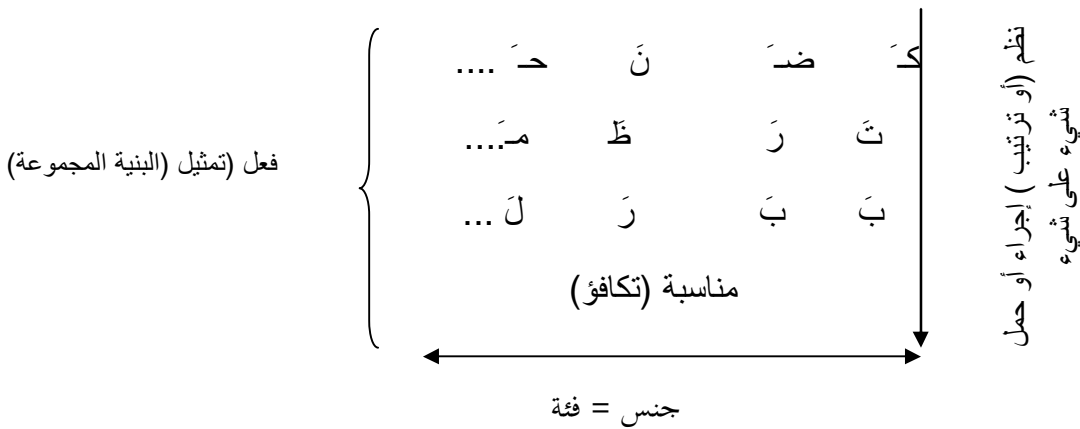 كـَ ضـَ نَ حـَ ....
تَ رَ ظَ مـَ....
بَ بَ رَ لَ ...
مناسبة (تكافؤ)
جنس = فئة
فعل (تمثيل (البنية المجموعة)
نظم (أو ترتيب ) إجراء أو حمل
شيء على شيء